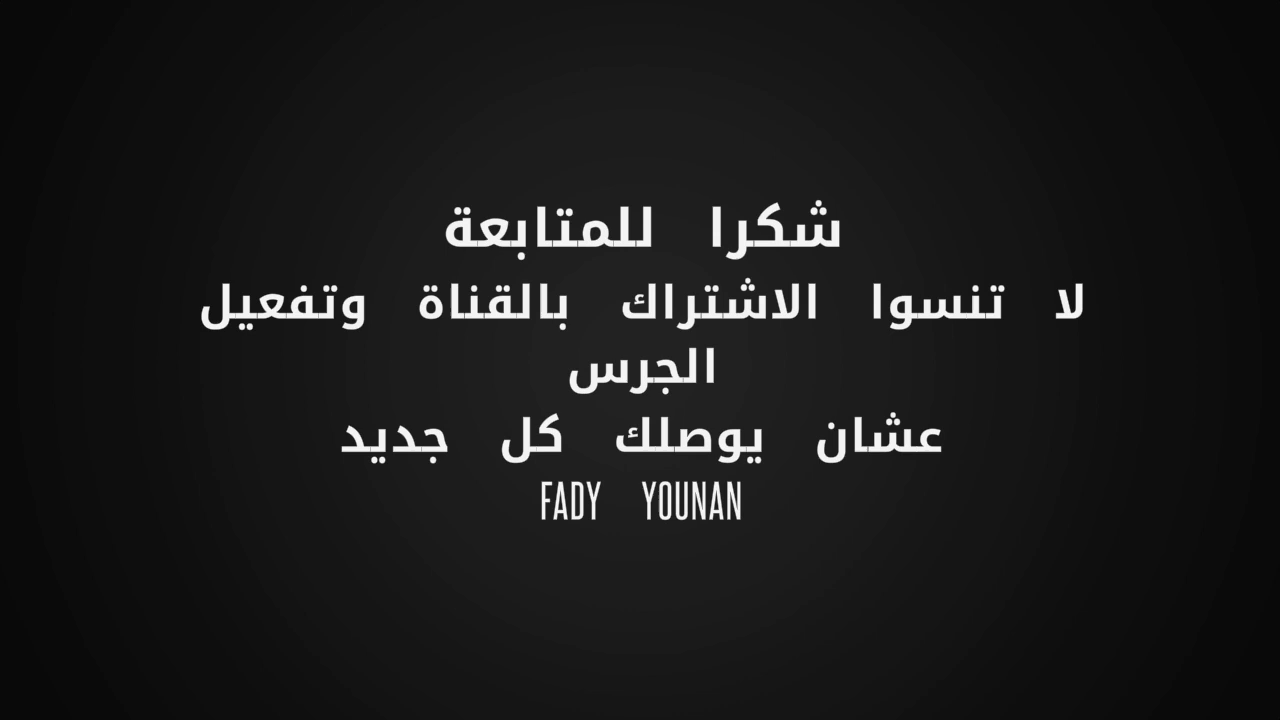 شكرا للمتابعة
لا تنسوا الاشتراك بالقناة وتفعيل
الجرس
عشان يوصلك كل جديد
FADY YOUNAN